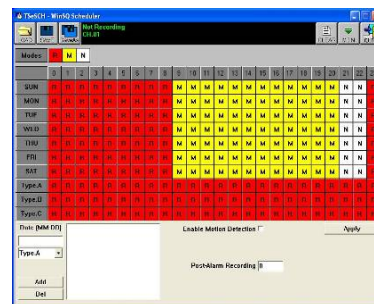 TSeSCH - WinSQ Scheduler
Not Recording
CH.01
Modes R M N
0 1 2 3 4 5 6 7 8 9 10 11 12 13 14 15 16 17 18 19 20 21 22
SUN R R R R R R R R R M M M M M M M M M M M M N N
MON R R R R R R R R R M M M M M M M M M M M M N N
TUE R R R R R R R R R M M M M M M M M M M M M N N
WED R R R R R R R R R M M M M M M M M M M M M N N
THU R R R R R R R R R M M M M M M M M M M M M N N
FRI R R R R R R R R R M M M M M M M M M M M M N N
SAT R R R R R R R R R M M M M M M M M M M M M N N
Type.A R R R R R R R R R R R R R R R R R R R R R R R
Type.B R R R R R R R R R R R R R R R R R R R R R R R
Type.C R R R R R R R R R R R R R R R R R R R R R R R
Date [MM DD] Enable Motion Detection Apply
Type.A
Post-Alarm Recording
Add
Del